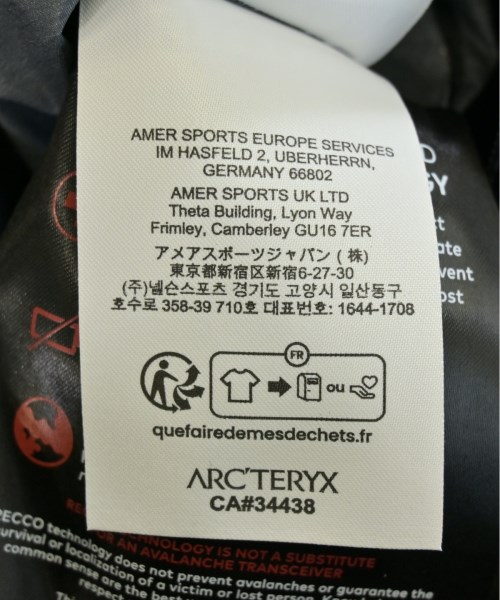 AMER SPORTS EUROPE SERVICES
IM HASFELD 2, UBERHERRN,
GERMANY 66802
AMER SPORTS UK LTD
Theta Building, Lyon Way
Frimley, Camberley GU16 7ER
アメアスポーツジャパン(株)
東京都新宿区新宿6-27-30
(주)넬슨스포츠 경기도 고양시 일산동구
호수로 358-39 710호 대표번호: 1644-1708
FR
ou
quefairedemesdechets.fr
ARC'TERYX
CA#34438
TECHNOLOGY IS NOT A SUBSTITUTE
FOR AN AVALANCHE TRANSCEIVER
RECCO technology does not prevent avalanches or guarantee the
survival or localization of a victim or lost person.
common sense are the best